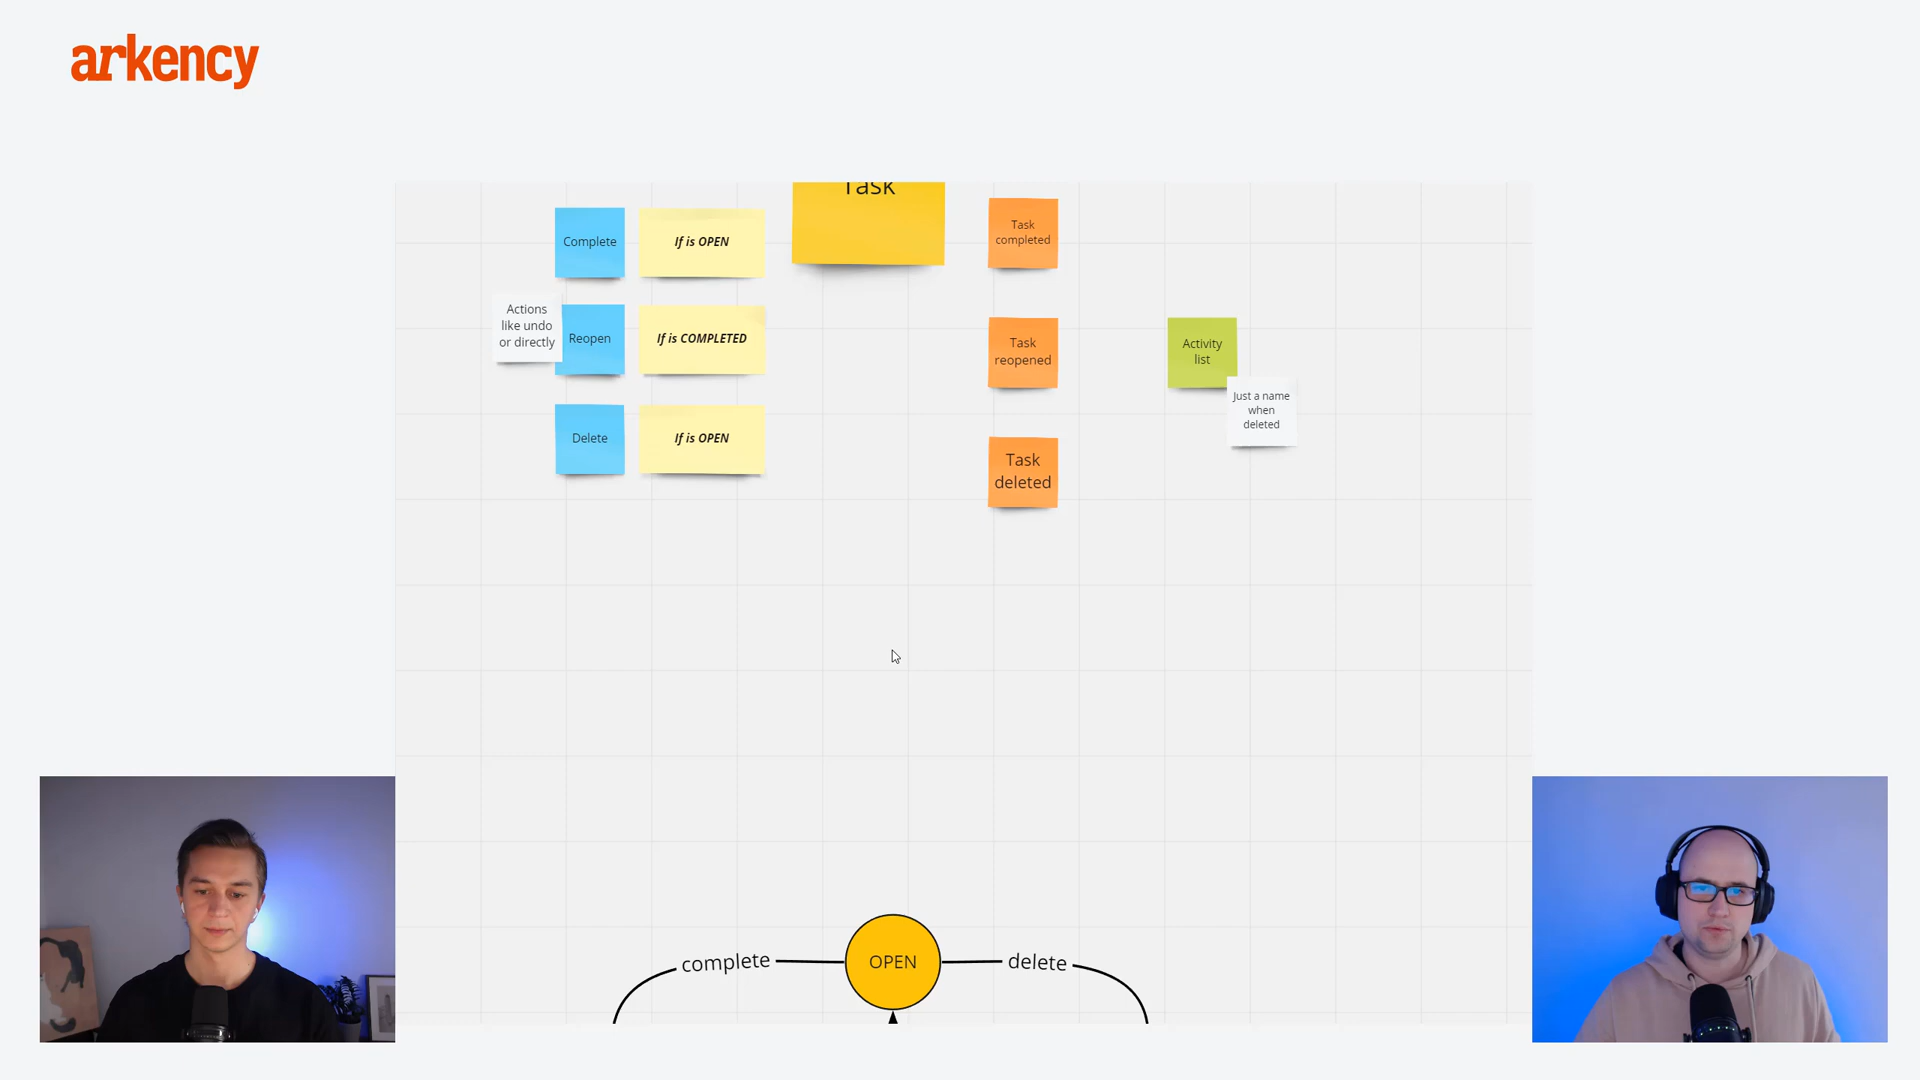 arkency
Task
Complete
If is OPEN
Task
completed
Actions
like undo
or directly
Reopen
If is COMPLETED
Task
reopened
Activity
list
Just a name
when
deleted
Delete
If is OPEN
Task
deleted
complete
OPEN
delete